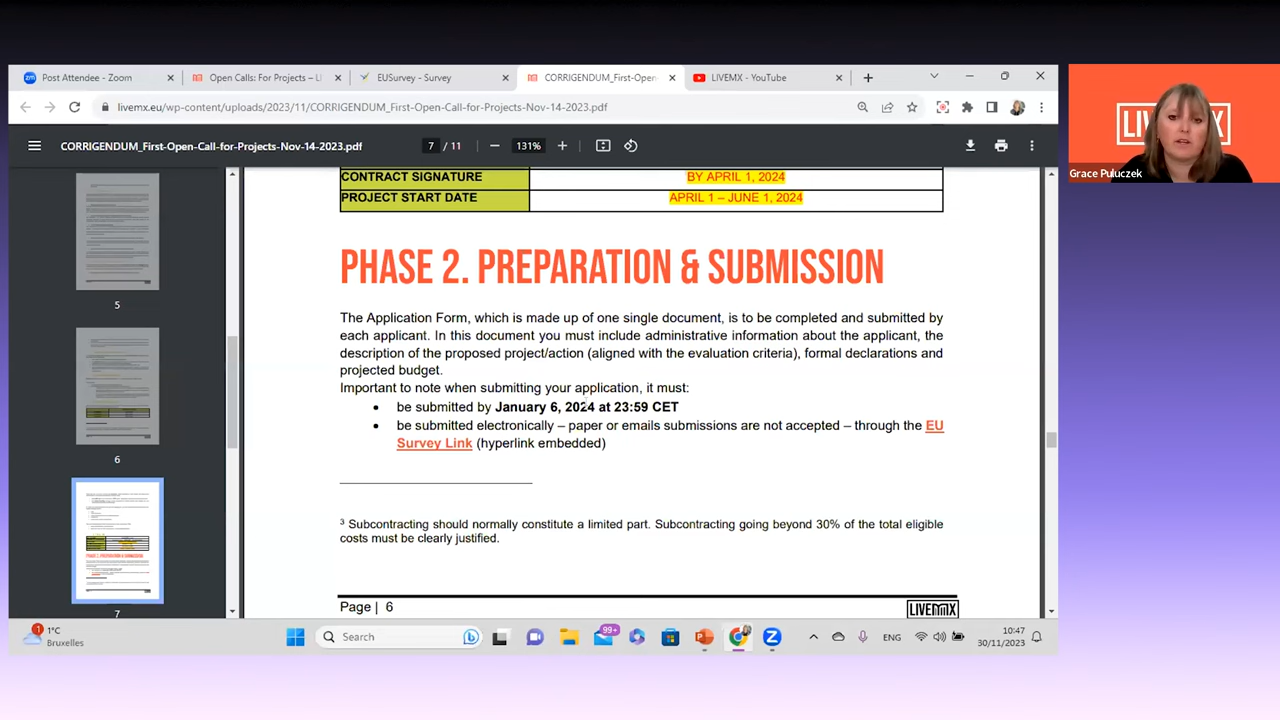 Post Attendee - Zoom
Open Calls: For Projects – LI
EUSurvey - Survey
CORRIGENDUM_First-Open-
LIVEMX - YouTube
livemx.eu/wp-content/uploads/2023/11/CORRIGENDUM_First-Open-Call-for-Projects-Nov-14-2023.pdf
CORRIGENDUM_First-Open-Call-for-Projects-Nov-14-2023.pdf
7 / 11
131%
CONTRACT SIGNATURE BY APRIL 1, 2024
PROJECT START DATE APRIL 1 – JUNE 1, 2024
PHASE 2. PREPARATION & SUBMISSION
The Application Form, which is made up of one single document, is to be completed and submitted by
each applicant. In this document you must include administrative information about the applicant, the
description of the proposed project/action (aligned with the evaluation criteria), formal declarations and
projected budget.
Important to note when submitting your application, it must:
• be submitted by January 6, 2024 at 23:59 CET
• be submitted electronically – paper or emails submissions are not accepted – through the EU
Survey Link (hyperlink embedded)
3 Subcontracting should normally constitute a limited part. Subcontracting going beyond 30% of the total eligible
costs must be clearly justified.
Page | 6
LIVEMX
5
6
7
Grace Puluczek
1
1°C
Bruxelles
Search
99+
ENG
10:47
30/11/2023